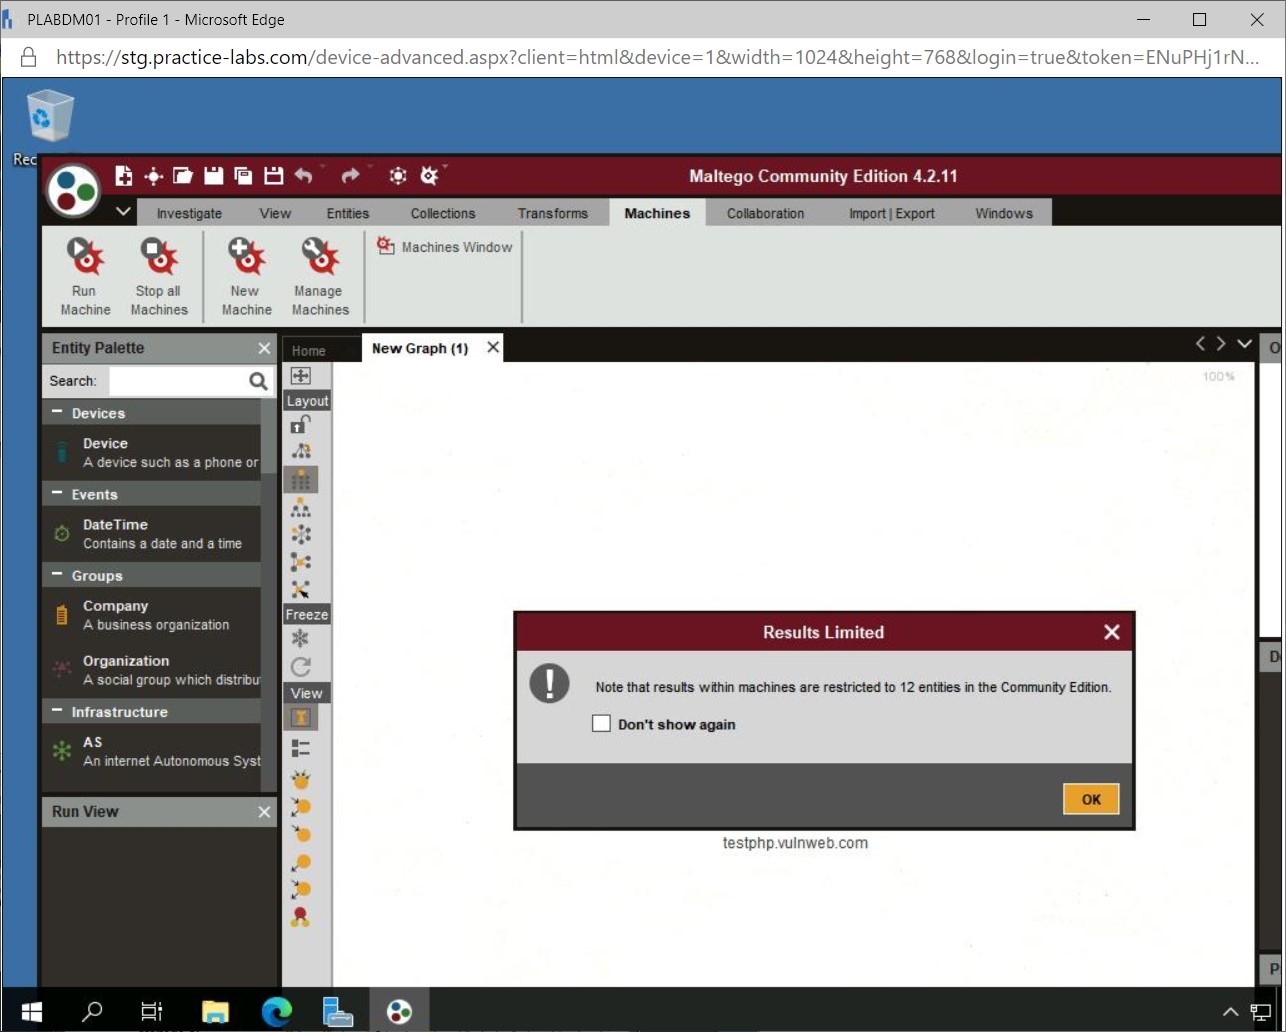 PLABDM01 - Profile 1 - Microsoft Edge
https://stg.practice-labs.com/device-advanced.aspx?client=html&device=1&width=1024&height=768&login=true&token=ENuPHj1rN...
Rec
Maltego Community Edition 4.2.11
Investigate View Entities Collections Transforms Machines Collaboration Import | Export Windows
Run Machine
Stop all Machines
New Machine
Manage Machines
Machines Window
Entity Palette
Search:
Devices
Device
A device such as a phone or
Events
DateTime
Contains a date and a time
Groups
Company
A business organization
Organization
A social group which distribu
Infrastructure
AS
An internet Autonomous Syst
Run View
Home
New Graph (1)
100%
Layout
Freeze
View
Results Limited
Note that results within machines are restricted to 12 entities in the Community Edition.
Don't show again
OK
testphp.vulnweb.com
O
D
P